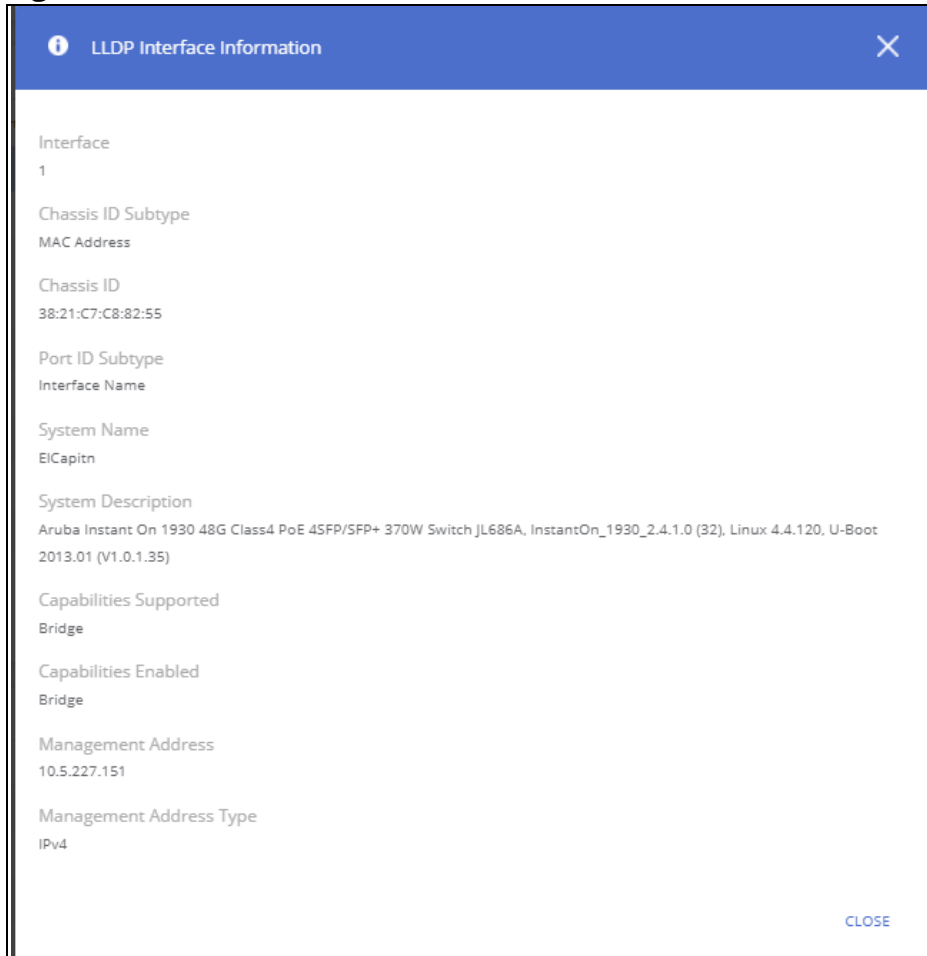 LLDP Interface Information
Interface
1
Chassis ID Subtype
MAC Address
Chassis ID
38:21:C7:C8:82:55
Port ID Subtype
Interface Name
System Name
ElCapitn
System Description
Aruba Instant On 1930 48G Class4 PoE 4SFP/SFP+ 370W Switch JL686A, InstantOn_1930_2.4.1.0 (32), Linux 4.4.120, U-Boot
2013.01 (V1.0.1.35)
Capabilities Supported
Bridge
Capabilities Enabled
Bridge
Management Address
10.5.227.151
Management Address Type
IPv4
CLOSE